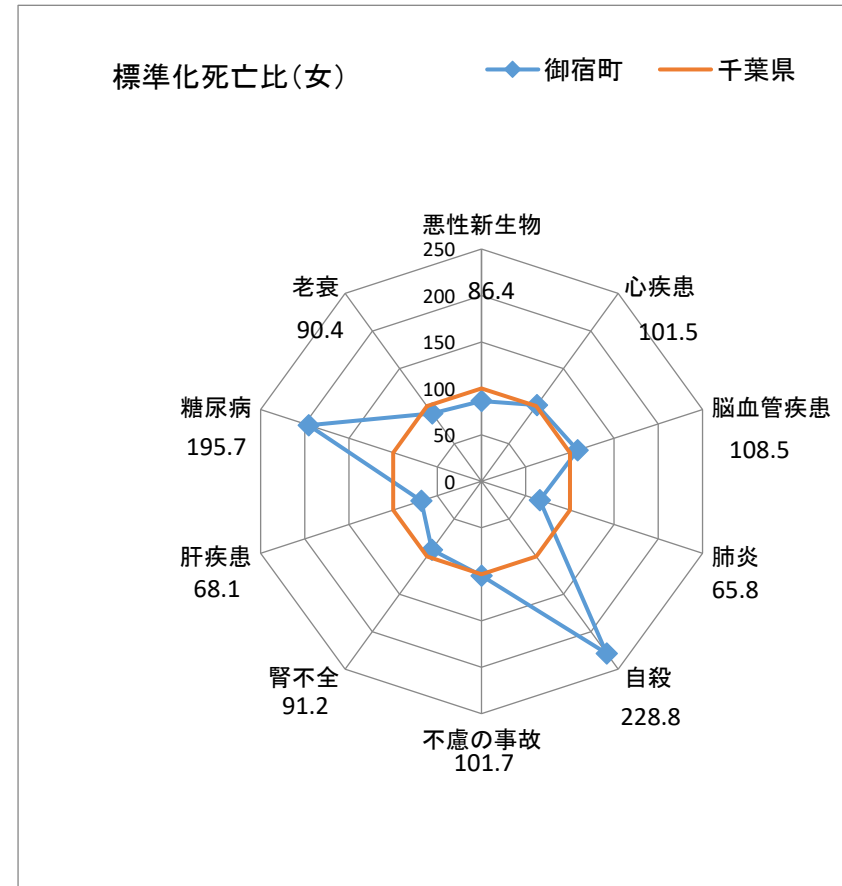 標準化死亡比(女)
御宿町
千葉県
悪性新生物
86.4
心疾患
101.5
脳血管疾患
108.5
肺炎
65.8
自殺
228.8
不慮の事故
101.7
腎不全
91.2
肝疾患
68.1
糖尿病
195.7
老衰
90.4
250
200
150
100
50
0